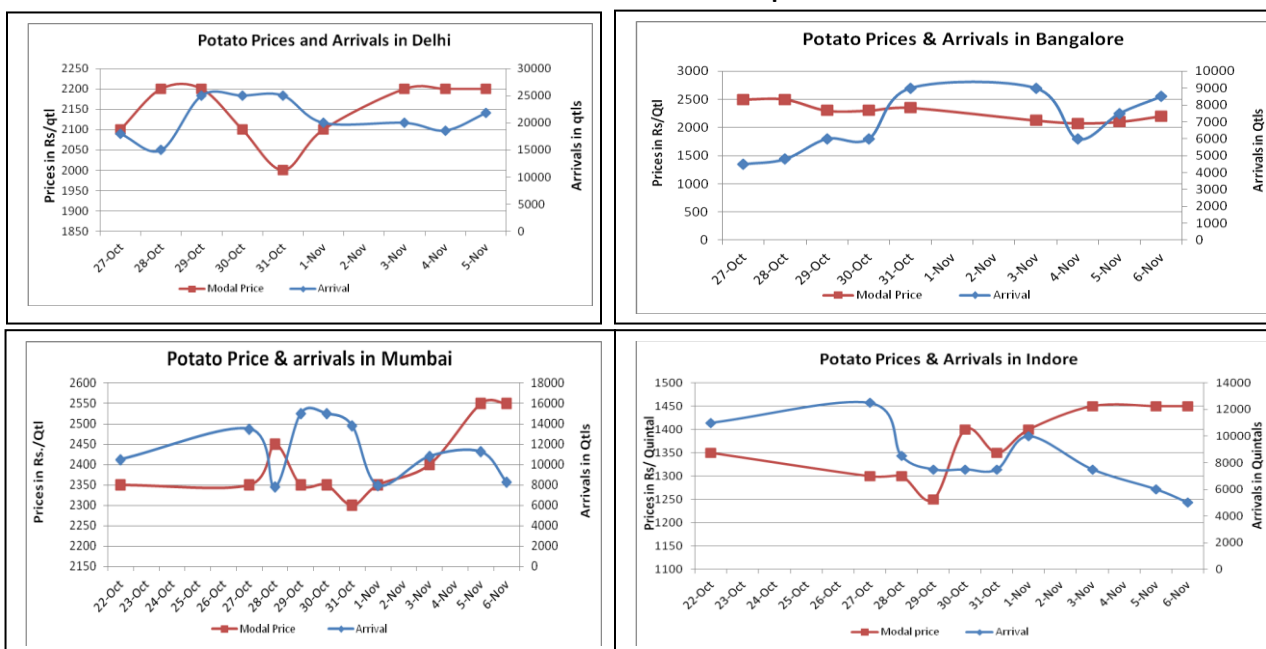 Potato Prices and Arrivals in Delhi
Prices in Rs/qtl
2250
2200
2150
2100
2050
2000
1950
1900
1850
30000
25000
20000
15000
10000
5000
0
Arrivals in qtls
27-Oct
28-Oct
29-Oct
30-Oct
31-Oct
1-Nov
2-Nov
3-Nov
4-Nov
5-Nov
Modal Price
Arrival
Potato Prices & Arrivals in Bangalore
Prices in Rs/Qtl
3000
2500
2000
1500
1000
500
0
10000
9000
8000
7000
6000
5000
4000
3000
2000
1000
0
Arrivals in Qtls
27-Oct
28-Oct
29-Oct
30-Oct
31-Oct
1-Nov
2-Nov
3-Nov
4-Nov
5-Nov
6-Nov
Modal Price
Arrival
Potato Price & arrivals in Mumbai
Prices in Rs./Qtl
2600
2550
2500
2450
2400
2350
2300
2250
2200
2150
18000
16000
14000
12000
10000
8000
6000
4000
2000
0
Arrivals in Qtls
22-Oct
23-Oct
24-Oct
25-Oct
26-Oct
27-Oct
28-Oct
29-Oct
30-Oct
31-Oct
1-Nov
2-Nov
3-Nov
4-Nov
5-Nov
6-Nov
Modal Price
Arrival
Potato Prices & Arrivals in Indore
Prices in Rs/ Quintal
1500
1450
1400
1350
1300
1250
1200
1150
1100
14000
12000
10000
8000
6000
4000
2000
0
Arrivals in Quintals
22-Oct
23-Oct
24-Oct
25-Oct
26-Oct
27-Oct
28-Oct
29-Oct
30-Oct
31-Oct
1-Nov
2-Nov
3-Nov
4-Nov
5-Nov
6-Nov
Modal price
Arrival